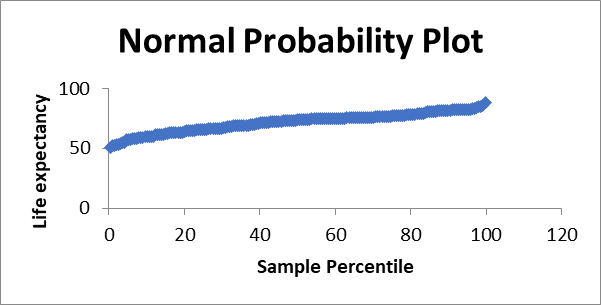 Normal Probability Plot
Life expectancy
100
50
0
0 20 40 60 80 100 120
Sample Percentile